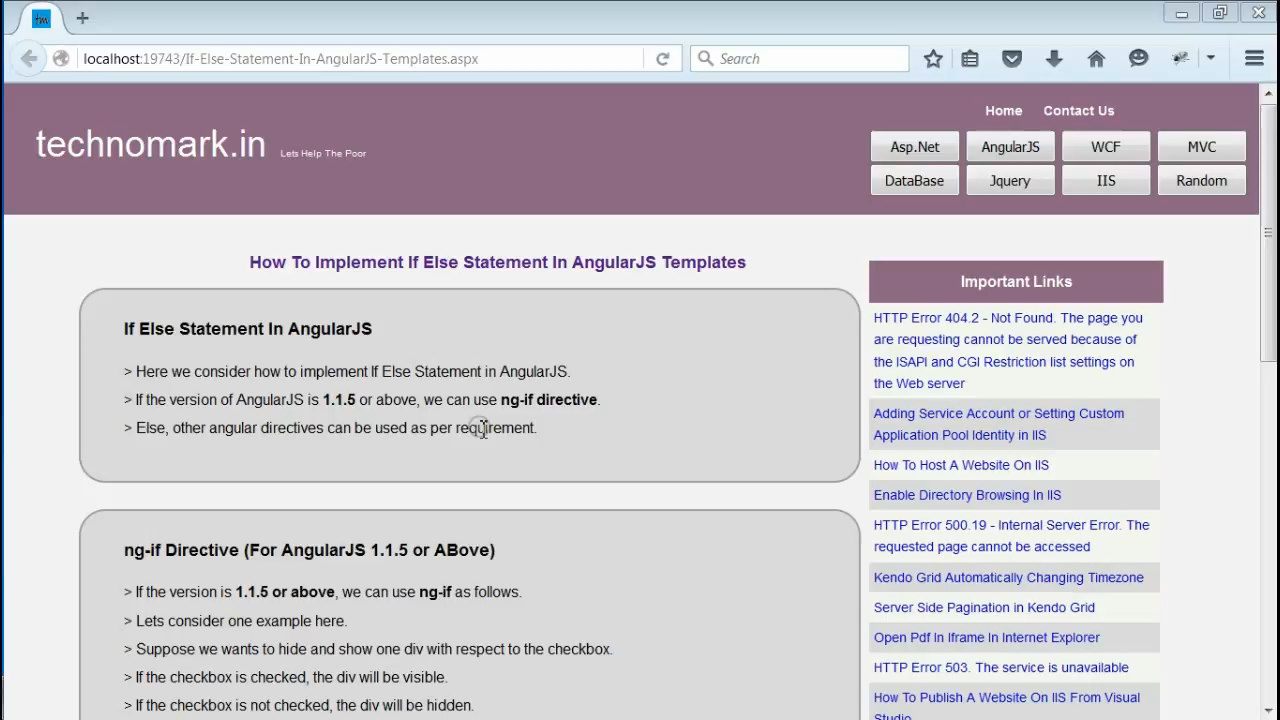 tm
localhost:19743/If-Else-Statement-In-AngularJS-Templates.aspx
Search
Home Contact Us
technomark.in Lets Help The Poor
Asp.Net AngularJS WCF MVC
DataBase Jquery IIS Random
How To Implement If Else Statement In AngularJS Templates
If Else Statement In AngularJS
> Here we consider how to implement If Else Statement in AngularJS.
> If the version of AngularJS is 1.1.5 or above, we can use ng-if directive.
> Else, other angular directives can be used as per requirement.
ng-if Directive (For AngularJS 1.1.5 or ABove)
> If the version is 1.1.5 or above, we can use ng-if as follows.
> Lets consider one example here.
> Suppose we wants to hide and show one div with respect to the checkbox.
> If the checkbox is checked, the div will be visible.
> If the checkbox is not checked, the div will be hidden.
Important Links
HTTP Error 404.2 - Not Found. The page you
are requesting cannot be served because of
the ISAPI and CGI Restriction list settings on
the Web server
Adding Service Account or Setting Custom
Application Pool Identity in IIS
How To Host A Website On IIS
Enable Directory Browsing In IIS
HTTP Error 500.19 - Internal Server Error. The
requested page cannot be accessed
Kendo Grid Automatically Changing Timezone
Server Side Pagination in Kendo Grid
Open Pdf In Iframe In Internet Explorer
HTTP Error 503. The service is unavailable
How To Publish A Website On IIS From Visual
Studio